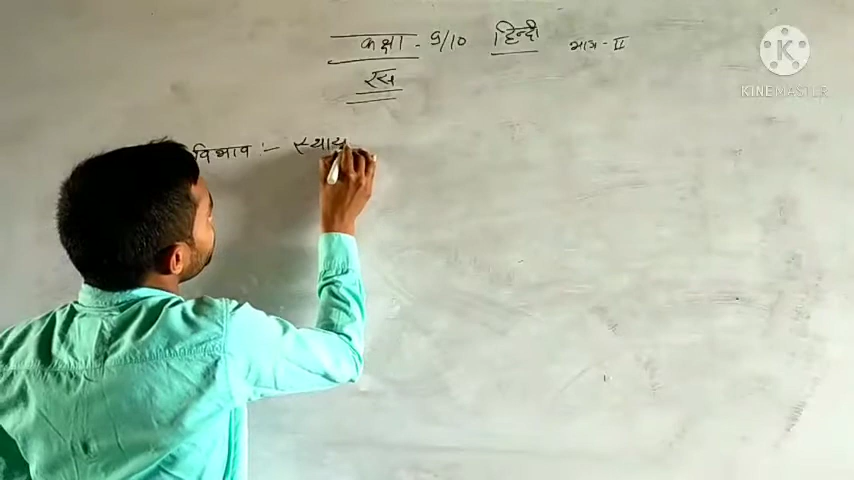 कक्षा - 9/10 हिन्दी भाग - II
रस
विभाव :- स्थाय
KINEMASTER